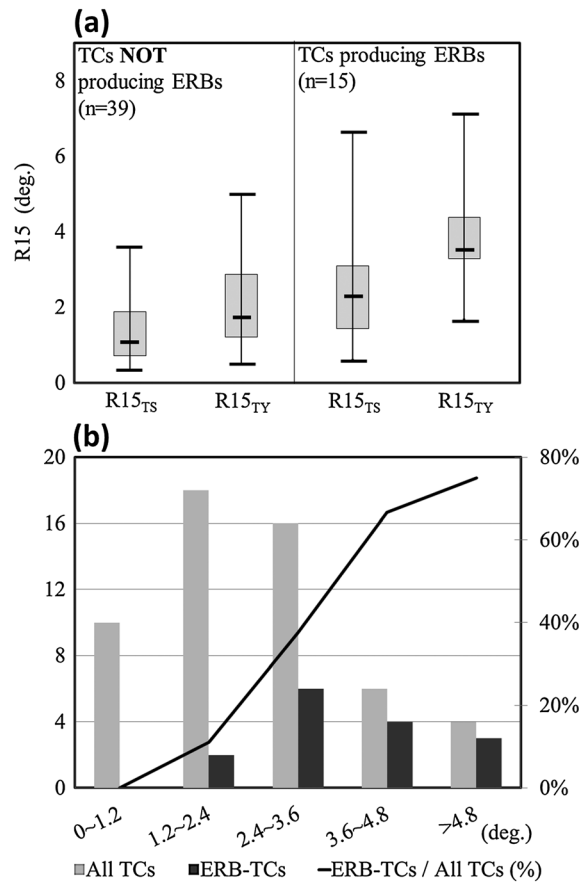 (a)
TCs NOT
producing ERBs
(n=39)
TCs producing ERBs
(n=15)
R15 (deg.)
8
6
4
2
0
R15TS
R15TY
R15TS
R15TY
(b)
20
16
12
8
4
0
80%
60%
40%
20%
0%
0~1.2
1.2~2.4
2.4~3.6
3.6~4.8
>4.8
(deg.)
All TCs
ERB-TCs
ERB-TCs / All TCs (%)